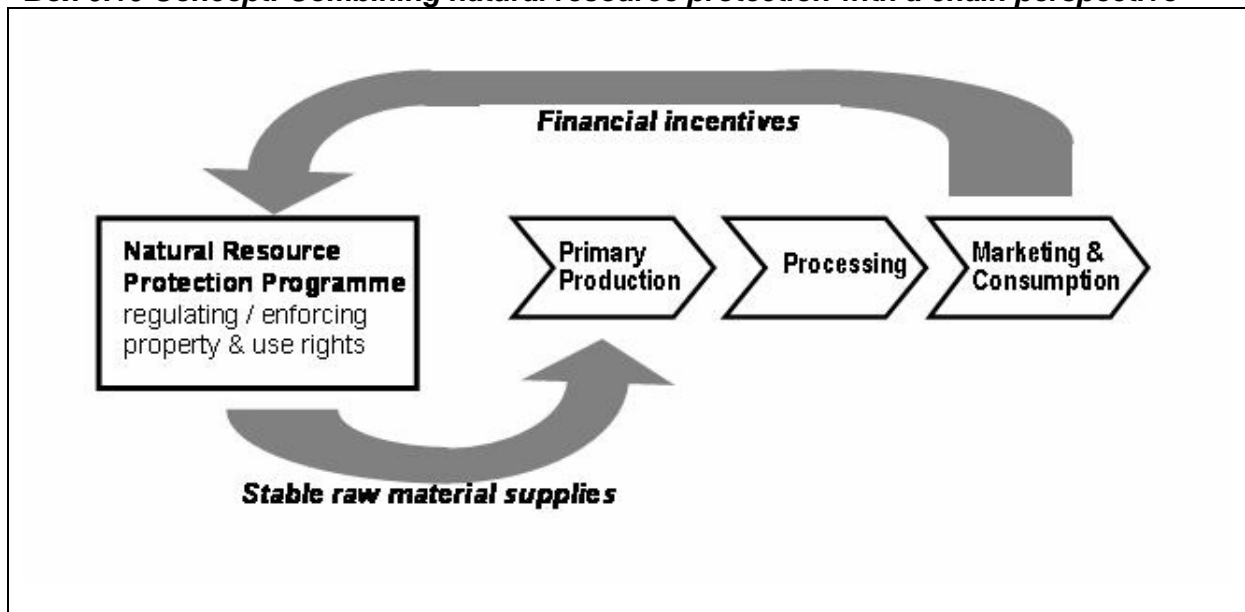 Financial incentives
Natural Resource
Protection Programme
regulating / enforcing
property & use rights
Primary
Production
Processing
Marketing &
Consumption
Stable raw material supplies